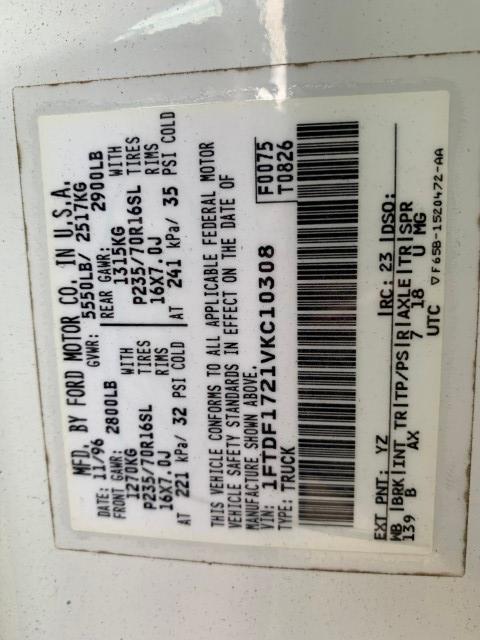 MFD. BY FORD MOTOR CO. IN U.S.A.
DATE: 11/96 GVWR: 5550LB/ 2517KG
FRONT GAWR: 2800LB REAR GAWR: 2900LB
1270KG WITH 1315KG WITH
P235/70R16SL TIRES P235/70R16SL TIRES
16X7.0J RIMS 16X7.0J RIMS
AT 221 kPa/ 32 PSI COLD AT 241 kPa/ 35 PSI COLD
THIS VEHICLE CONFORMS TO ALL APPLICABLE FEDERAL MOTOR
VEHICLE SAFETY STANDARDS IN EFFECT ON THE DATE OF
MANUFACTURE SHOWN ABOVE.
VIN: 1FTDF1721VKC10308 F0075
TYPE: TRUCK T0826
EXT PNT: YZ RC: 23 DSO:
WB BRK INT TR TP/PS R AXLE TR SPR
139 B AX 7 18 U MG
UTC ▽F65B-1520472-AA